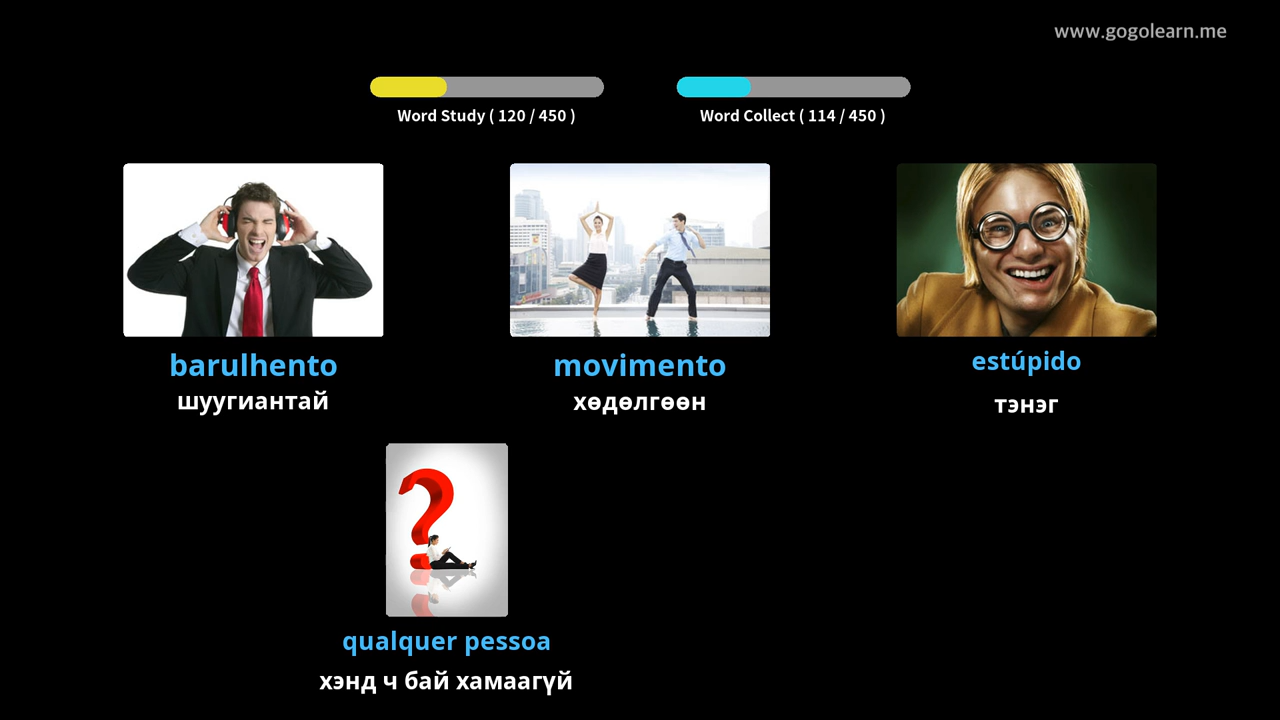 www.gogolearn.me
Word Study ( 120 / 450 )
Word Collect ( 114 / 450 )
barulhento
шуугиантай
movimento
хөдөлгөөн
estúpido
тэнэг
qualquer pessoa
хэнд ч бай хамаагүй